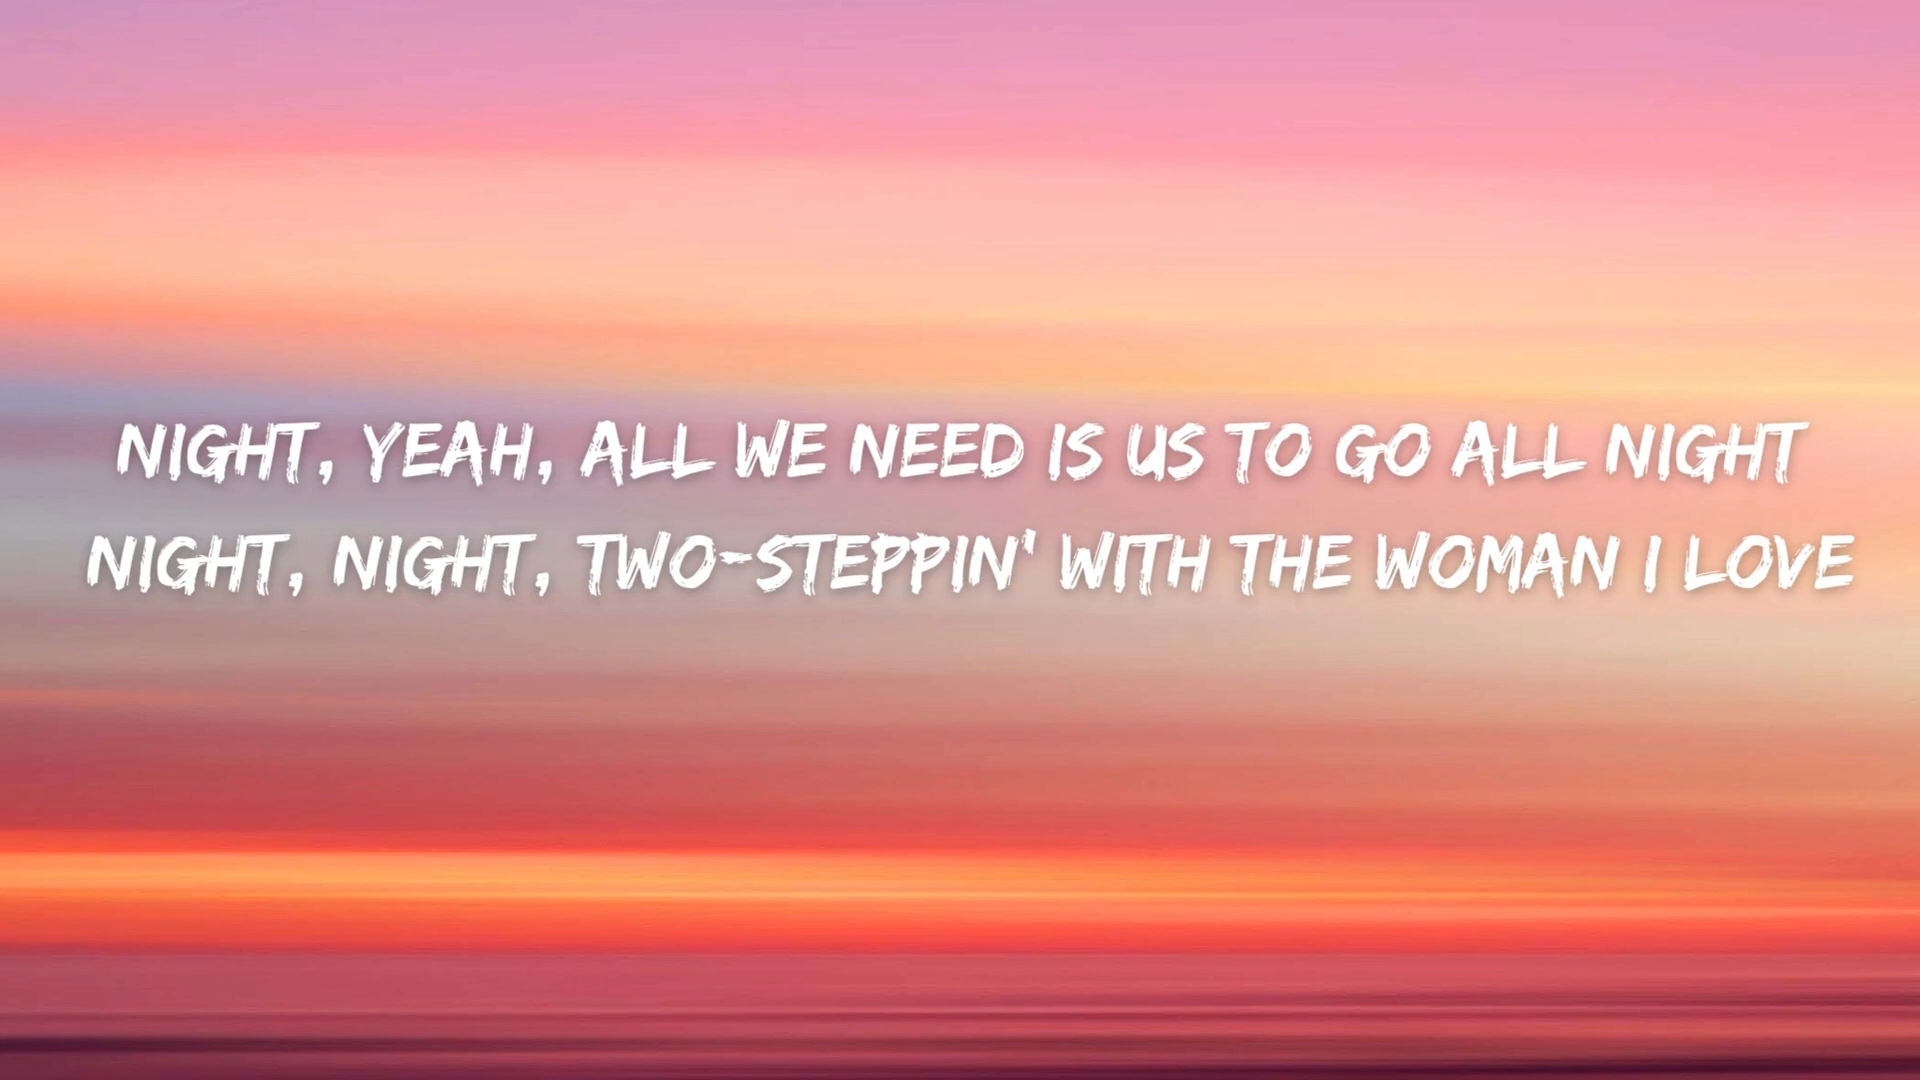 NIGHT, YEAH, ALL WE NEED IS US TO GO ALL NIGHT
NIGHT, NIGHT, TWO-STEPPIN' WITH THE WOMAN I LOVE